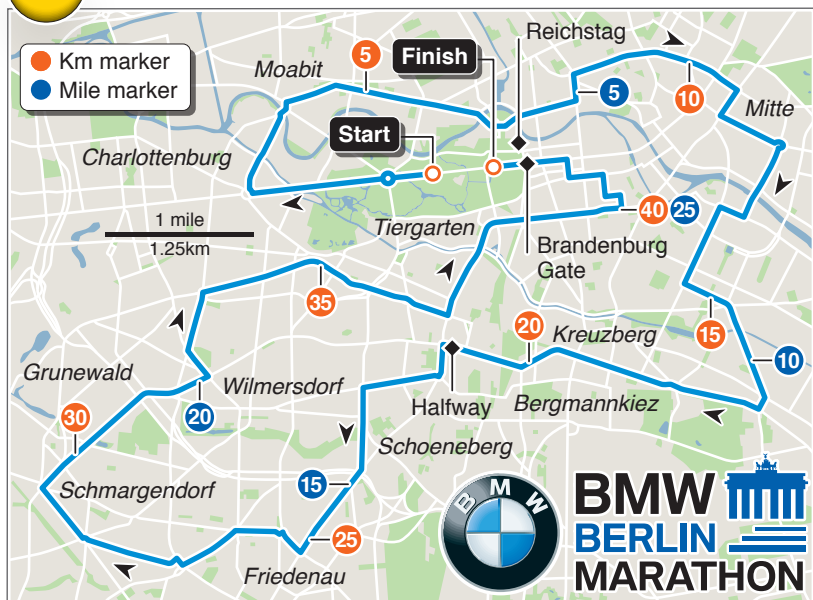 Km marker
Mile marker
Moabit
5
Finish
Reichstag
5
10
Mitte
Start
Charlottenburg
1 mile
1.25km
Tiergarten
40
25
Brandenburg
Gate
35
20
Kreuzberg
15
10
Grunewald
Wilmersdorf
20
Halfway
Bergmannkiez
30
Schoeneberg
Schmargendorf
15
25
Friedenau
BMW
BMW
BERLIN
MARATHON